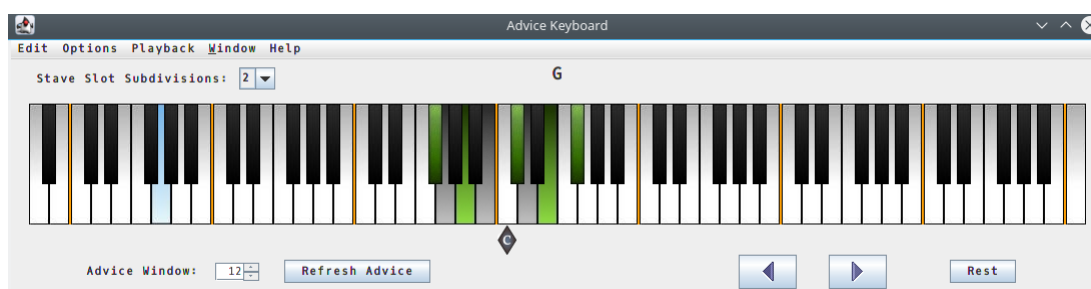 Advice Keyboard
Edit Options Playback Window Help
Stave Slot Subdivisions: 2
G
C
Advice Window: 12 Refresh Advice Rest